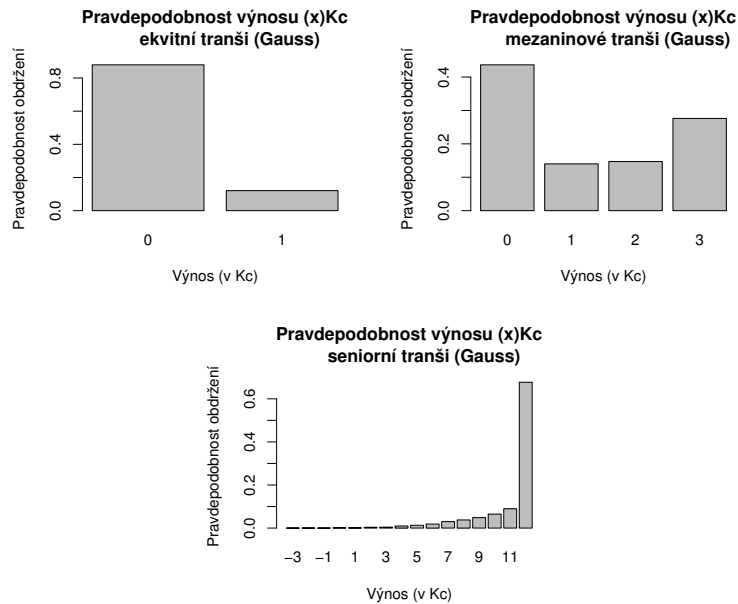 Pravdepodobnost výnosu (x)Kc
ekvitní tranši (Gauss)
Pravdepodobnost obdržení
0.8
0.4
0.0
0 1
Výnos (v Kc)
Pravdepodobnost výnosu (x)Kc
mezaninové tranši (Gauss)
Pravdepodobnost obdržení
0.4
0.2
0.0
0 1 2 3
Výnos (v Kc)
Pravdepodobnost výnosu (x)Kc
seniorní tranši (Gauss)
Pravdepodobnost obdržení
0.6
0.4
0.2
0.0
−3 −1 1 3 5 7 9 11
Výnos (v Kc)